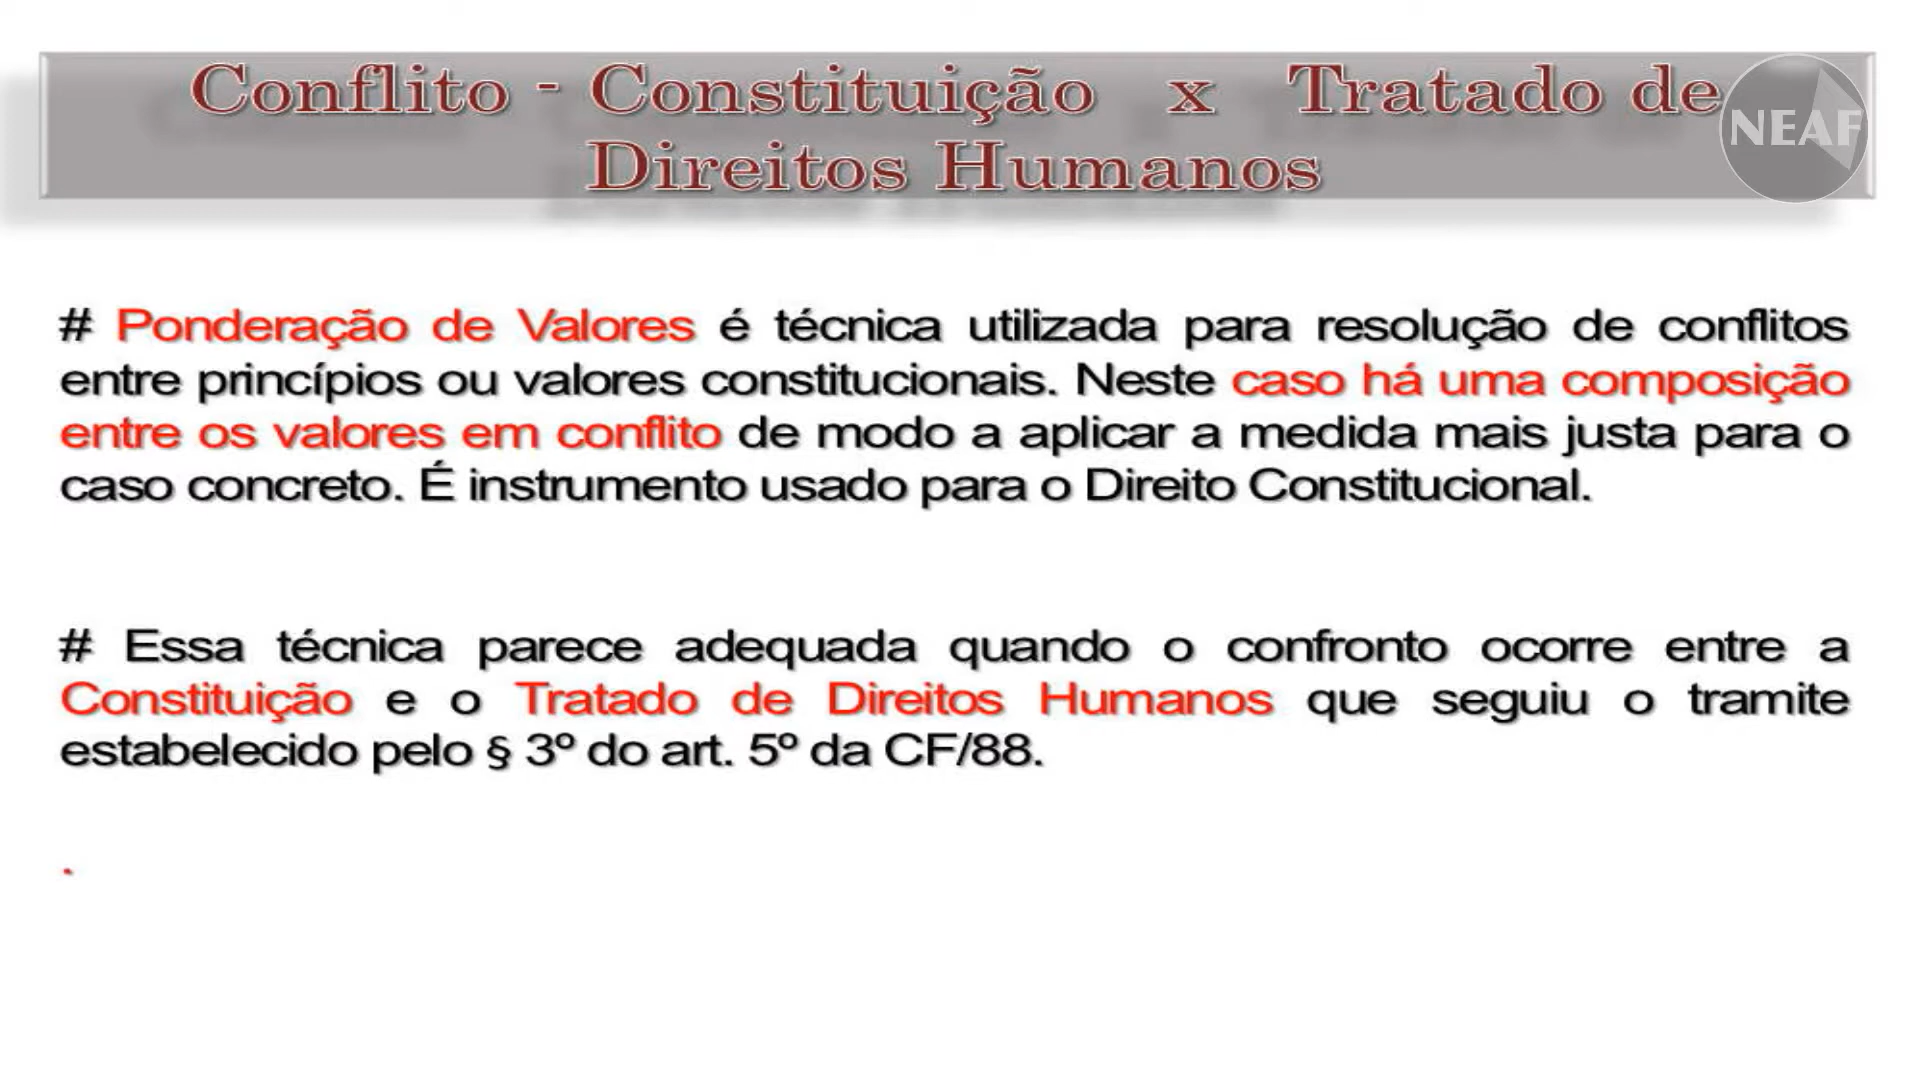 Conflito - Constituição x Tratado de
Direitos Humanos
NEAF
# Ponderação de Valores é técnica utilizada para resolução de conflitos
entre princípios ou valores constitucionais. Neste caso há uma composição
entre os valores em conflito de modo a aplicar a medida mais justa para o
caso concreto. É instrumento usado para o Direito Constitucional.
# Essa técnica parece adequada quando o confronto ocorre entre a
Constituição e o Tratado de Direitos Humanos que seguiu o tramite
estabelecido pelo § 3º do art. 5º da CF/88.
.